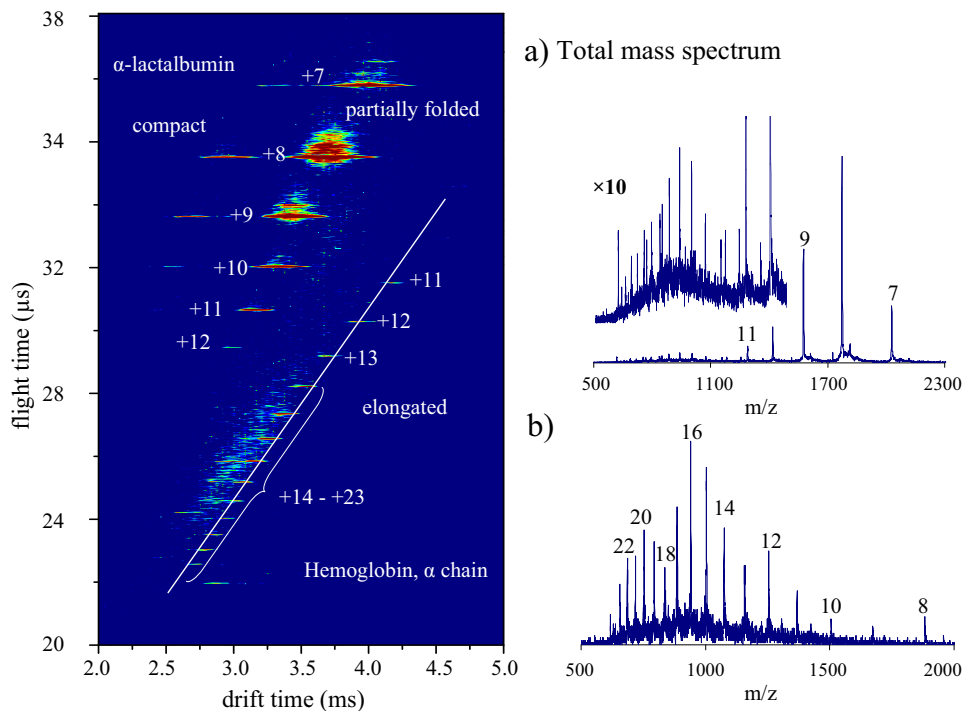 38
34
32
28
24
20
flight time (μs)
2.0 2.5 3.0 3.5 4.0 4.5 5.0
drift time (ms)
α-lactalbumin
+7
partially folded
compact
+8
+9
+10
+11
+11
+12
+12
+13
elongated
+14 - +23
Hemoglobin, α chain
a) Total mass spectrum
×10
9
7
11
500 1100 1700 2300
m/z
b)
16
20
14
22
18
12
10
8
500 1000 1500 2000
m/z